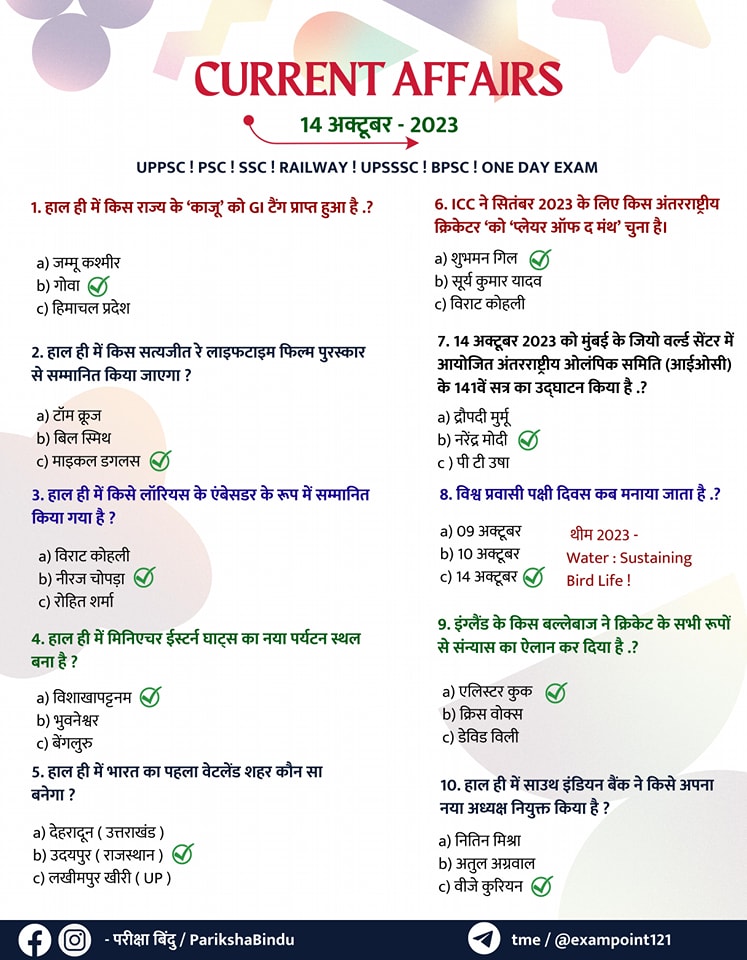 CURRENT AFFAIRS
14 अक्टूबर - 2023
UPPSC ! PSC ! SSC ! RAILWAY ! UPSSSC ! BPSC ! ONE DAY EXAM
1. हाल ही में किस राज्य के ‘काजू’ को GI टैंग प्राप्त हुआ है .?
a) जम्मू कश्मीर
b) गोवा
c) हिमाचल प्रदेश
2. हाल ही में किस सत्यजीत रे लाइफटाइम फिल्म पुरस्कार
से सम्मानित किया जाएगा ?
a) टॉम क्रूज
b) बिल स्मिथ
c) माइकल डगलस
3. हाल ही में किसे लॉरियस के एंबेसडर के रूप में सम्मानित
किया गया है ?
a) विराट कोहली
b) नीरज चोपड़ा
c) रोहित शर्मा
4. हाल ही में मिनिएचर ईस्टर्न घाट्स का नया पर्यटन स्थल
बना है ?
a) विशाखापट्टनम
b) भुवनेश्वर
c) बेंगलुरु
5. हाल ही में भारत का पहला वेटलेंड शहर कौन सा
बनेगा ?
a) देहरादून ( उत्तराखंड )
b) उदयपुर ( राजस्थान )
c) लखीमपुर खीरी ( UP )
6. ICC ने सितंबर 2023 के लिए किस अंतरराष्ट्रीय
क्रिकेटर ‘को ‘प्लेयर ऑफ द मंथ’ चुना है।
a) शुभमन गिल
b) सूर्य कुमार यादव
c) विराट कोहली
7. 14 अक्टूबर 2023 को मुंबई के जियो वर्ल्ड सेंटर में
आयोजित अंतरराष्ट्रीय ओलंपिक समिति (आईओसी)
के 141वें सत्र का उद्घाटन किया है .?
a) द्रौपदी मुर्मू
b) नरेंद्र मोदी
c ) पी टी उषा
8. विश्व प्रवासी पक्षी दिवस कब मनाया जाता है .?
a) 09 अक्टूबर
b) 10 अक्टूबर
c) 14 अक्टूबर
थीम 2023 -
Water : Sustaining
Bird Life !
9. इंग्लैंड के किस बल्लेबाज ने क्रिकेट के सभी रूपों
से संन्यास का ऐलान कर दिया है .?
a) एलिस्टर कुक
b) क्रिस वोक्स
c) डेविड विली
10. हाल ही में साउथ इंडियन बैंक ने किसे अपना
नया अध्यक्ष नियुक्त किया है ?
a) नितिन मिश्रा
b) अतुल अग्रवाल
c) वीजे कुरियन
- परीक्षा बिंदु / ParikshaBindu
tme / @exampoint121